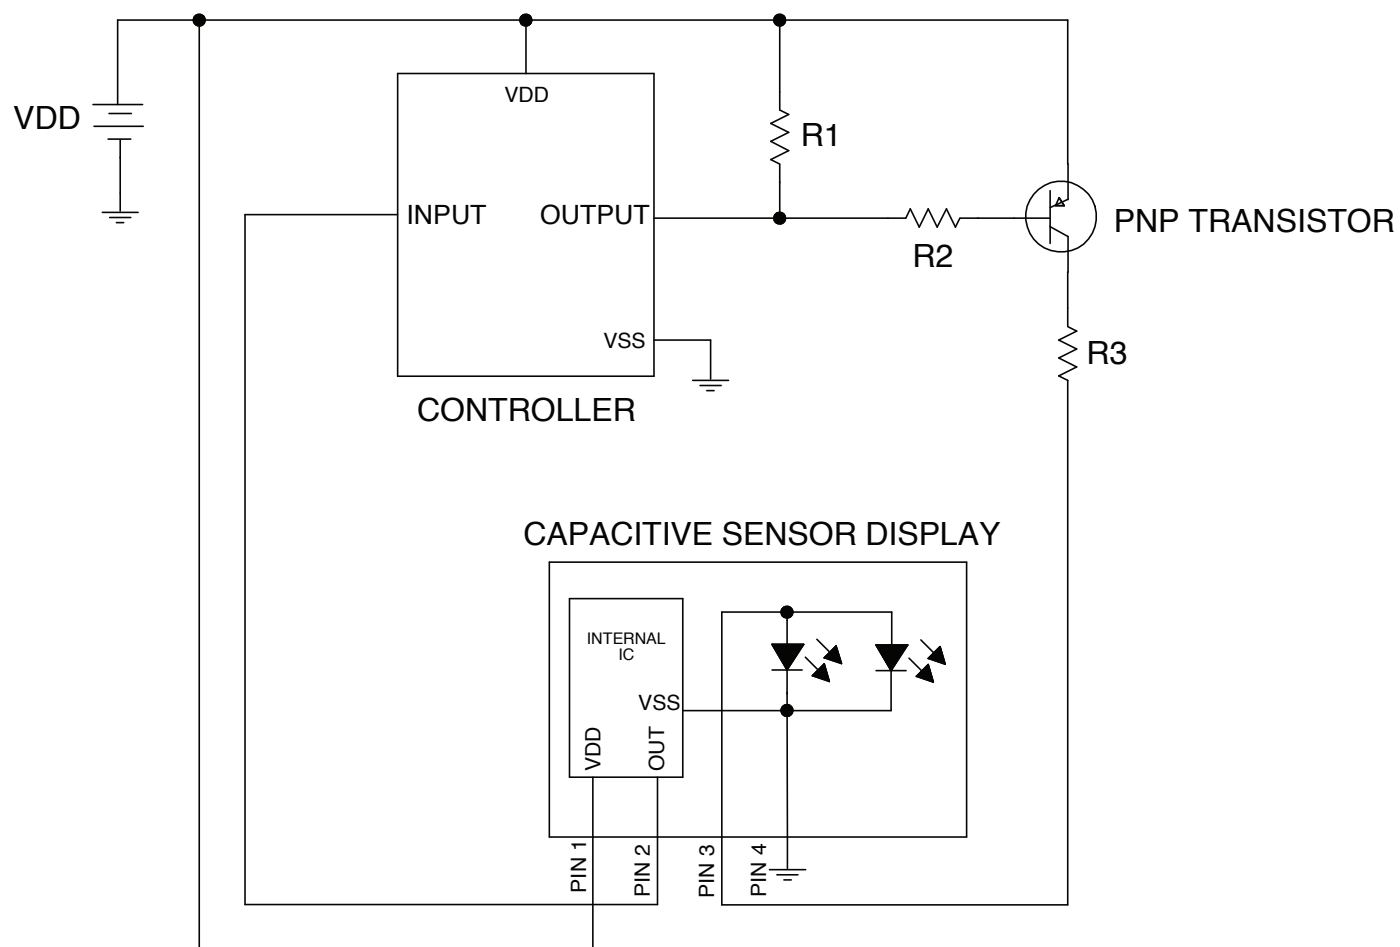 VDD
VDD
R1
INPUT
OUTPUT
PNP TRANSISTOR
R2
VSS
R3
CONTROLLER
CAPACITIVE SENSOR DISPLAY
INTERNAL
IC
VSS
VDD
OUT
PIN 1
PIN 2
PIN 3
PIN 4